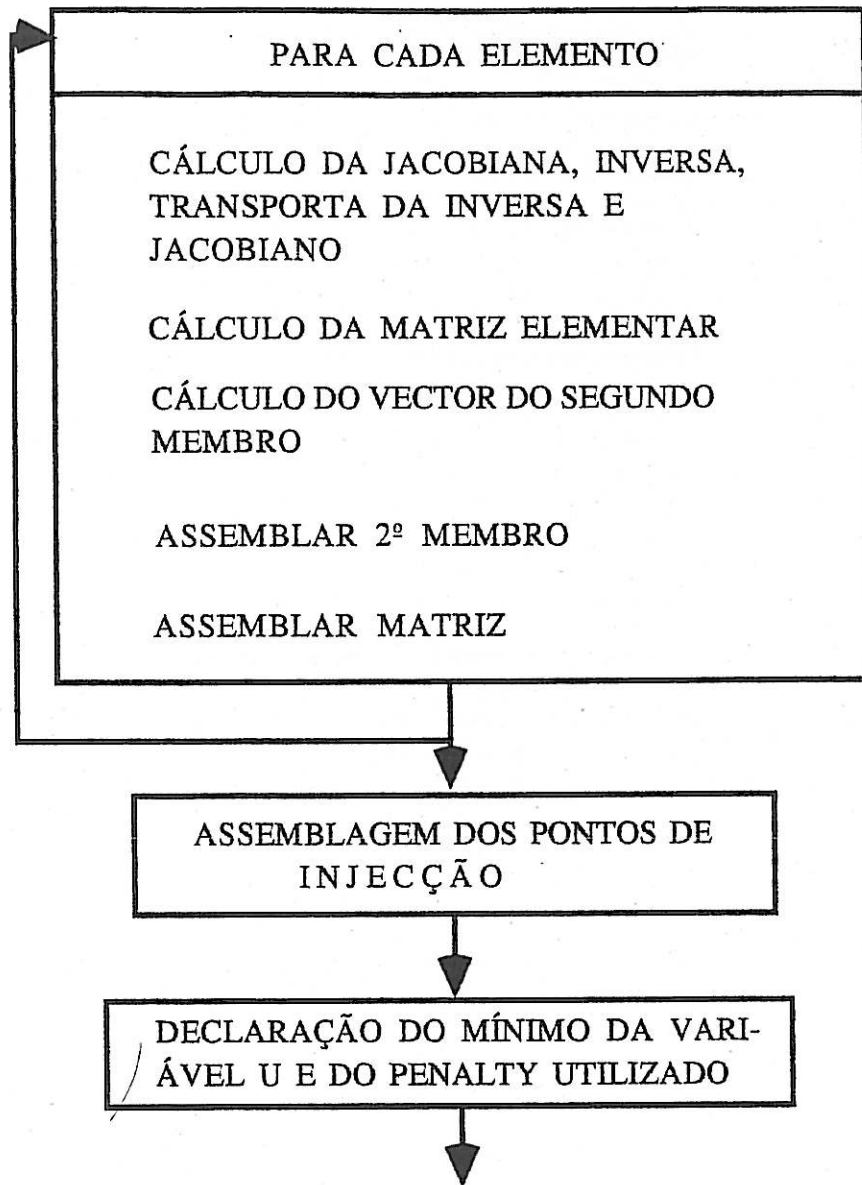 PARA CADA ELEMENTO
CÁLCULO DA JACOBIANA, INVERSA,
TRANSPORTA DA INVERSA E
JACOBIANO
CÁLCULO DA MATRIZ ELEMENTAR
CÁLCULO DO VECTOR DO SEGUNDO
MEMBRO
ASSEMBLAR 2º MEMBRO
ASSEMBLAR MATRIZ
ASSEMBLAGEM DOS PONTOS DE
INJECÇÃO
DECLARAÇÃO DO MÍNIMO DA VARI-
ÁVEL U E DO PENALTY UTILIZADO